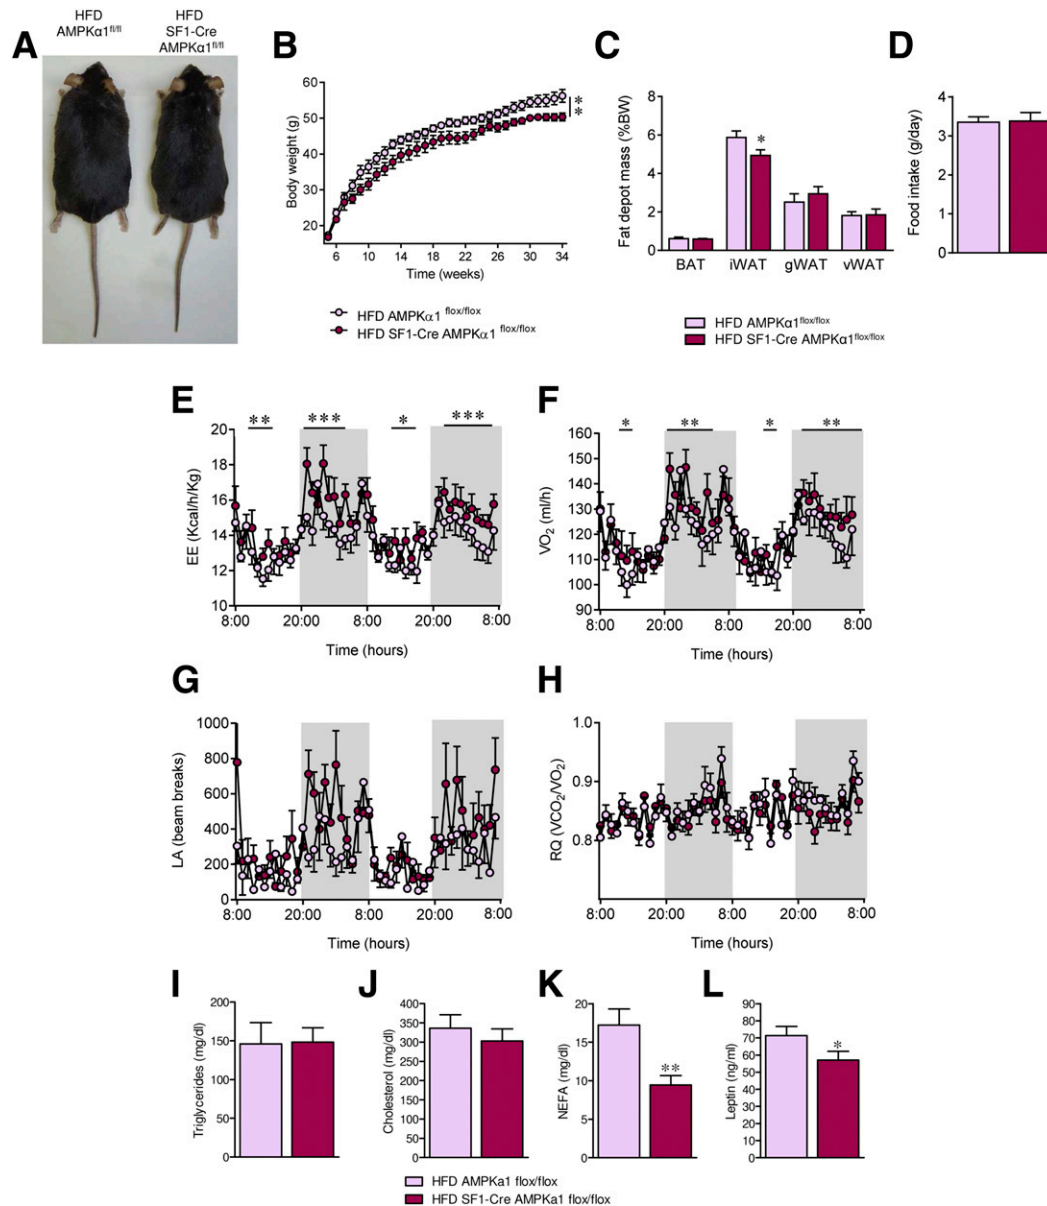 A
HFD
AMPKα1fl/fl
HFD
SF1-Cre
AMPKα1fl/fl
B
Body weight (g)
60
50
40
30
20
6
10
14
18
22
26
30
34
Time (weeks)
**
HFD AMPKα1 flox/flox
HFD SF1-Cre AMPKα1 flox/flox
C
Fat depot mass (%BW)
8
6
4
2
0
*
BAT
iWAT
gWAT
vWAT
D
Food intake (g/day)
4
3
2
1
0
HFD AMPKα1flox/flox
HFD SF1-Cre AMPKα1flox/flox
E
EE (Kcal/h/Kg)
20
18
16
14
12
10
**
***
*
***
8:00
20:00
8:00
20:00
8:00
Time (hours)
F
VO2 (ml/h)
160
150
140
130
120
110
100
90
*
**
*
**
8:00
20:00
8:00
20:00
8:00
Time (hours)
G
LA (beam breaks)
1000
800
600
400
200
0
8:00
20:00
8:00
20:00
8:00
Time (hours)
H
RQ (VCO2/VO2)
1.0
0.9
0.8
8:00
20:00
8:00
20:00
8:00
Time (hours)
I
Triglycerides (mg/dl)
200
150
100
50
0
J
Cholesterol (mg/dl)
400
350
300
250
200
150
100
50
0
K
NEFA (mg/dl)
20
15
10
5
0
**
L
Leptin (ng/ml)
90
80
70
60
50
40
30
20
10
0
*
HFD AMPKa1 flox/flox
HFD SF1-Cre AMPKa1 flox/flox